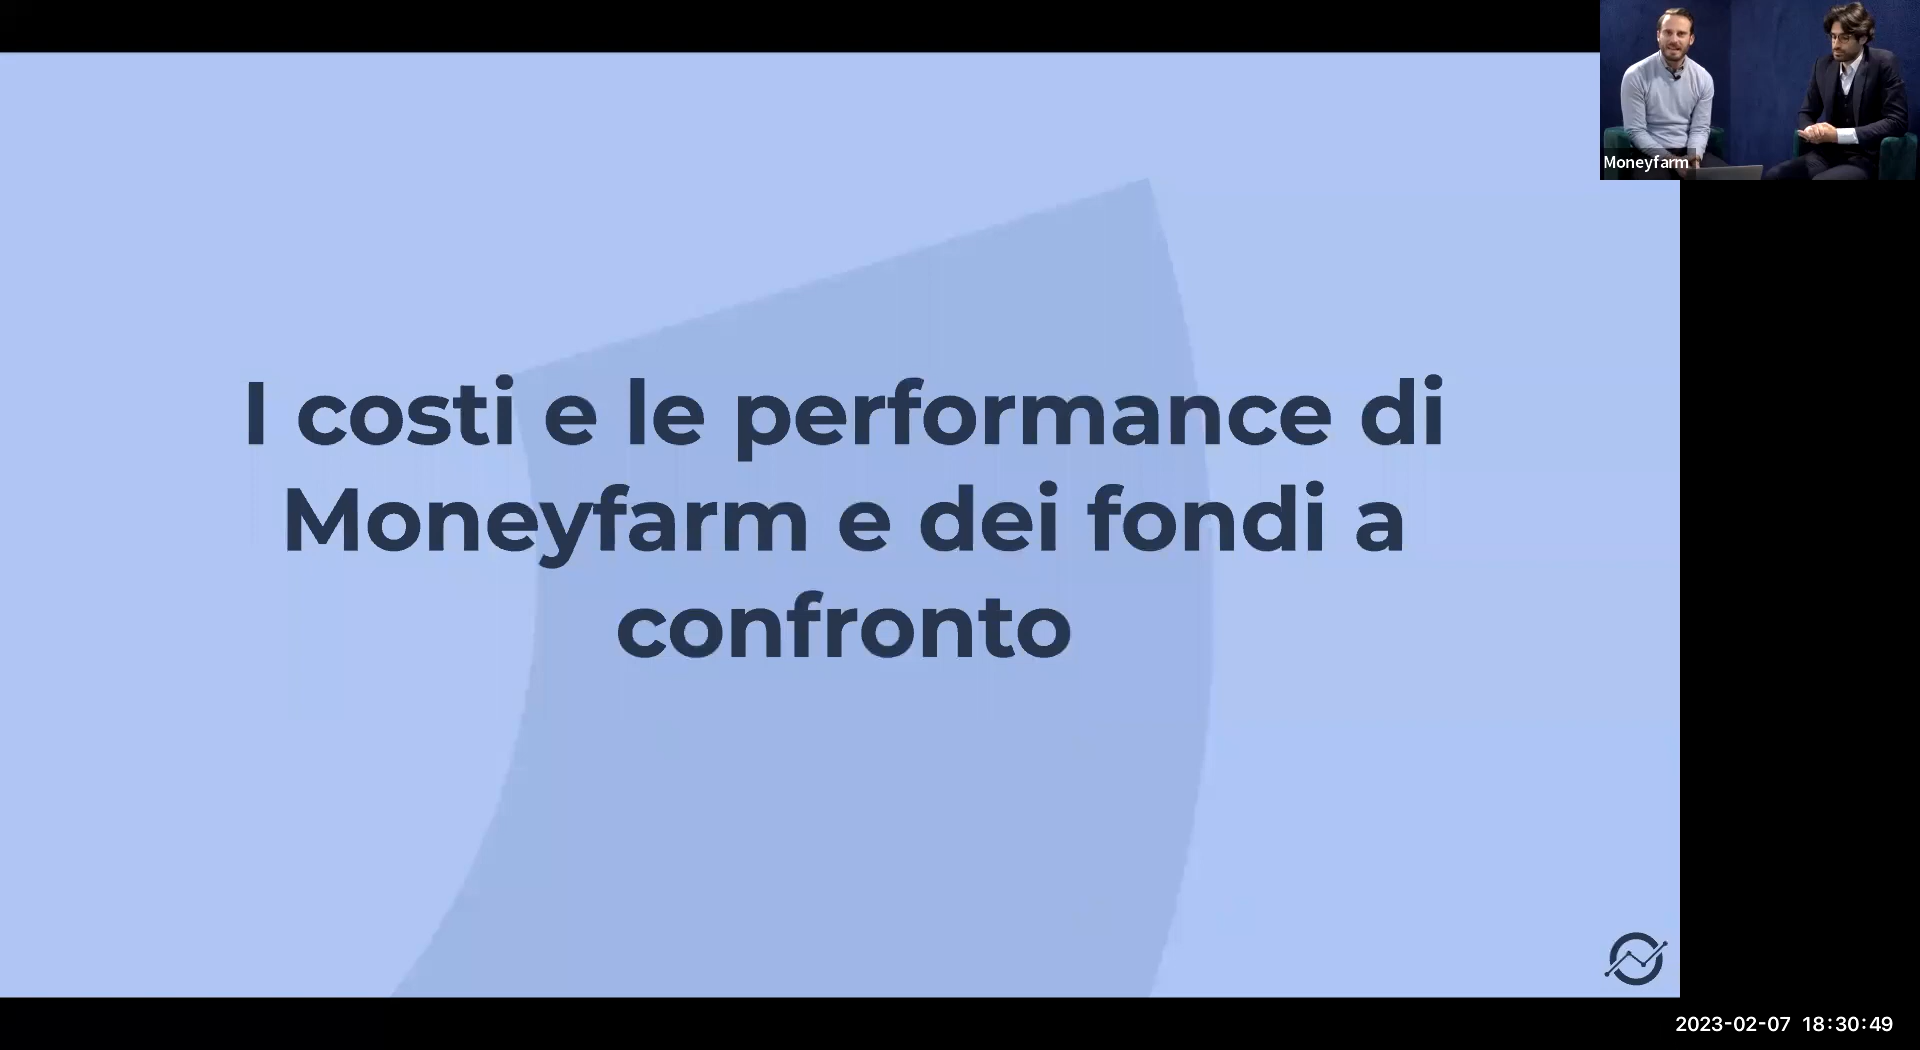 Moneyfarm
I costi e le performance di
Moneyfarm e dei fondi a
confronto
2023-02-07 18:30:49